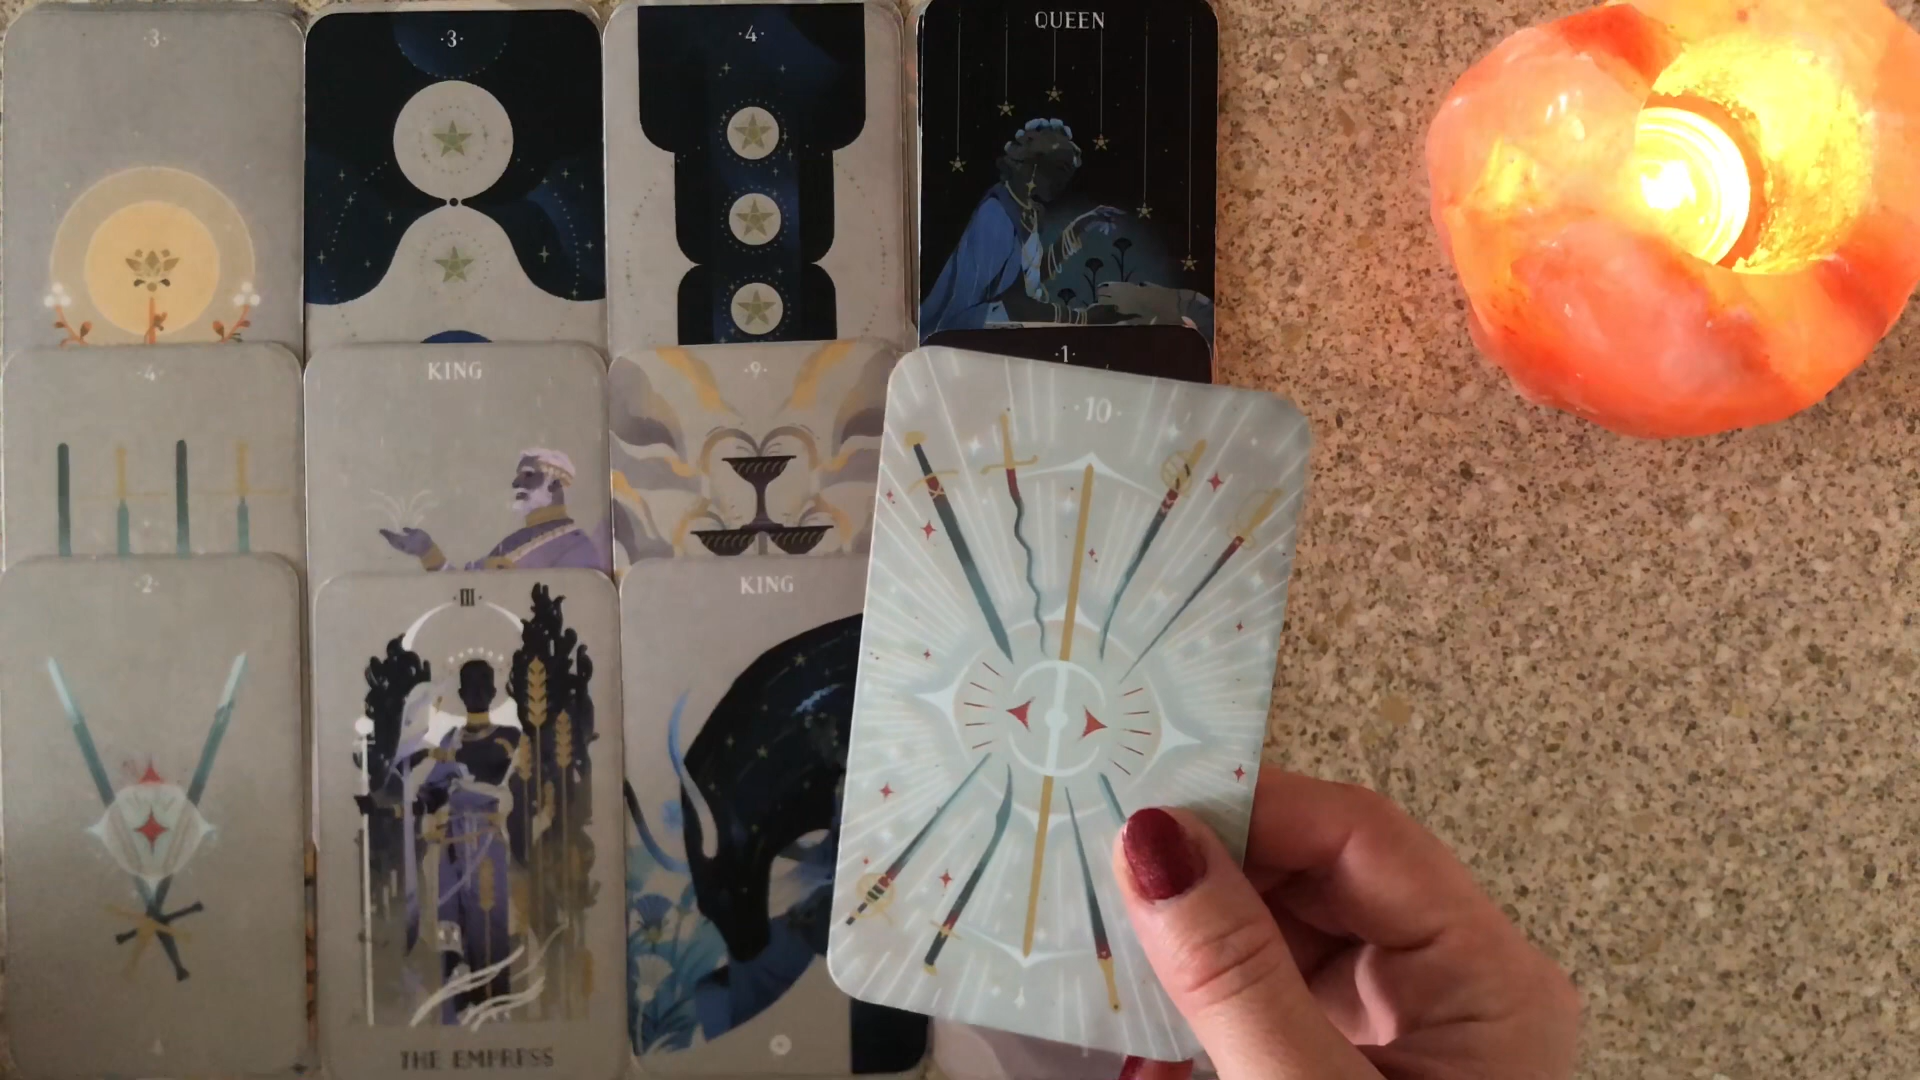 ·3·
·3·
·4·
QUEEN
·4·
KING
·9·
·1·
·10·
·2·
·III·
KING
THE EMPRESS